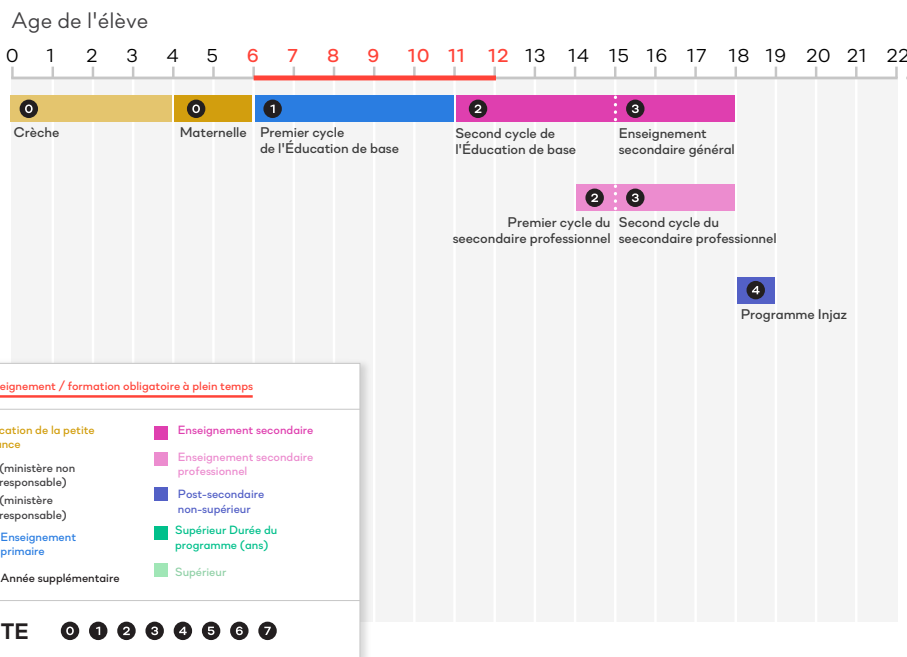 Age de l'élève
0 1 2 3 4 5 6 7 8 9 10 11 12 13 14 15 16 17 18 19 20 21 22
0 0 1 2 3
Crèche
Maternelle
Premier cycle
de l'Éducation de base
Second cycle de
l'Éducation de base
Enseignement
secondaire général
2 3
Premier cycle du
seecondaire professionnel
Second cycle du
seecondaire professionnel
4
Programme Injaz
eignement / formation obligatoire à plein temps
cation de la petite
ance
(ministère non
responsable)
(ministère
responsable)
Enseignement
primaire
Année supplémentaire
Enseignement secondaire
Enseignement secondaire
professionnel
Post-secondaire
non-supérieur
Supérieur Durée du
programme (ans)
Supérieur
TE 0 1 2 3 4 5 6 7